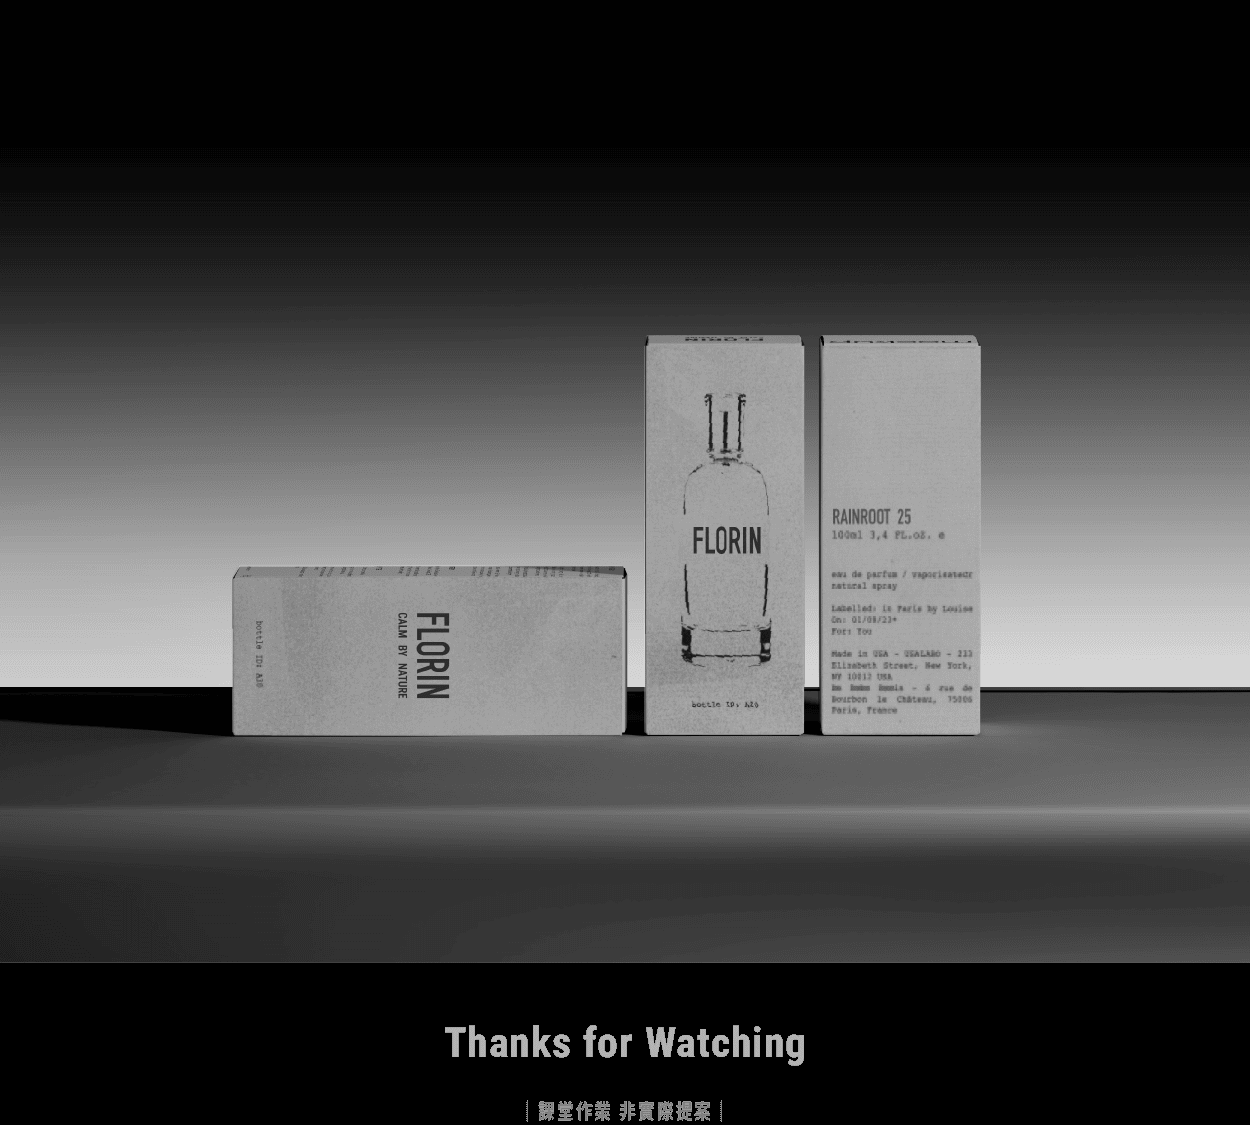 FLORIN
CALM BY NATURE
bottle ID: A38
FLORIN
FLORIN
bottle ID: A38
RAINROOT 25
100ml 3,4 FL.oZ. e
eau de parfum / vaporisateur
natural spray
Labelled: in Paris by Louise
On: 01/08/23+
For: You
Made in USA - USALABO - 233
Elizabeth Street, New York,
NY 10012 USA
- 4 rue de
Bourbon le Château, 75006
Paris, France
Thanks for Watching
| 課堂作業 非實際提案 |